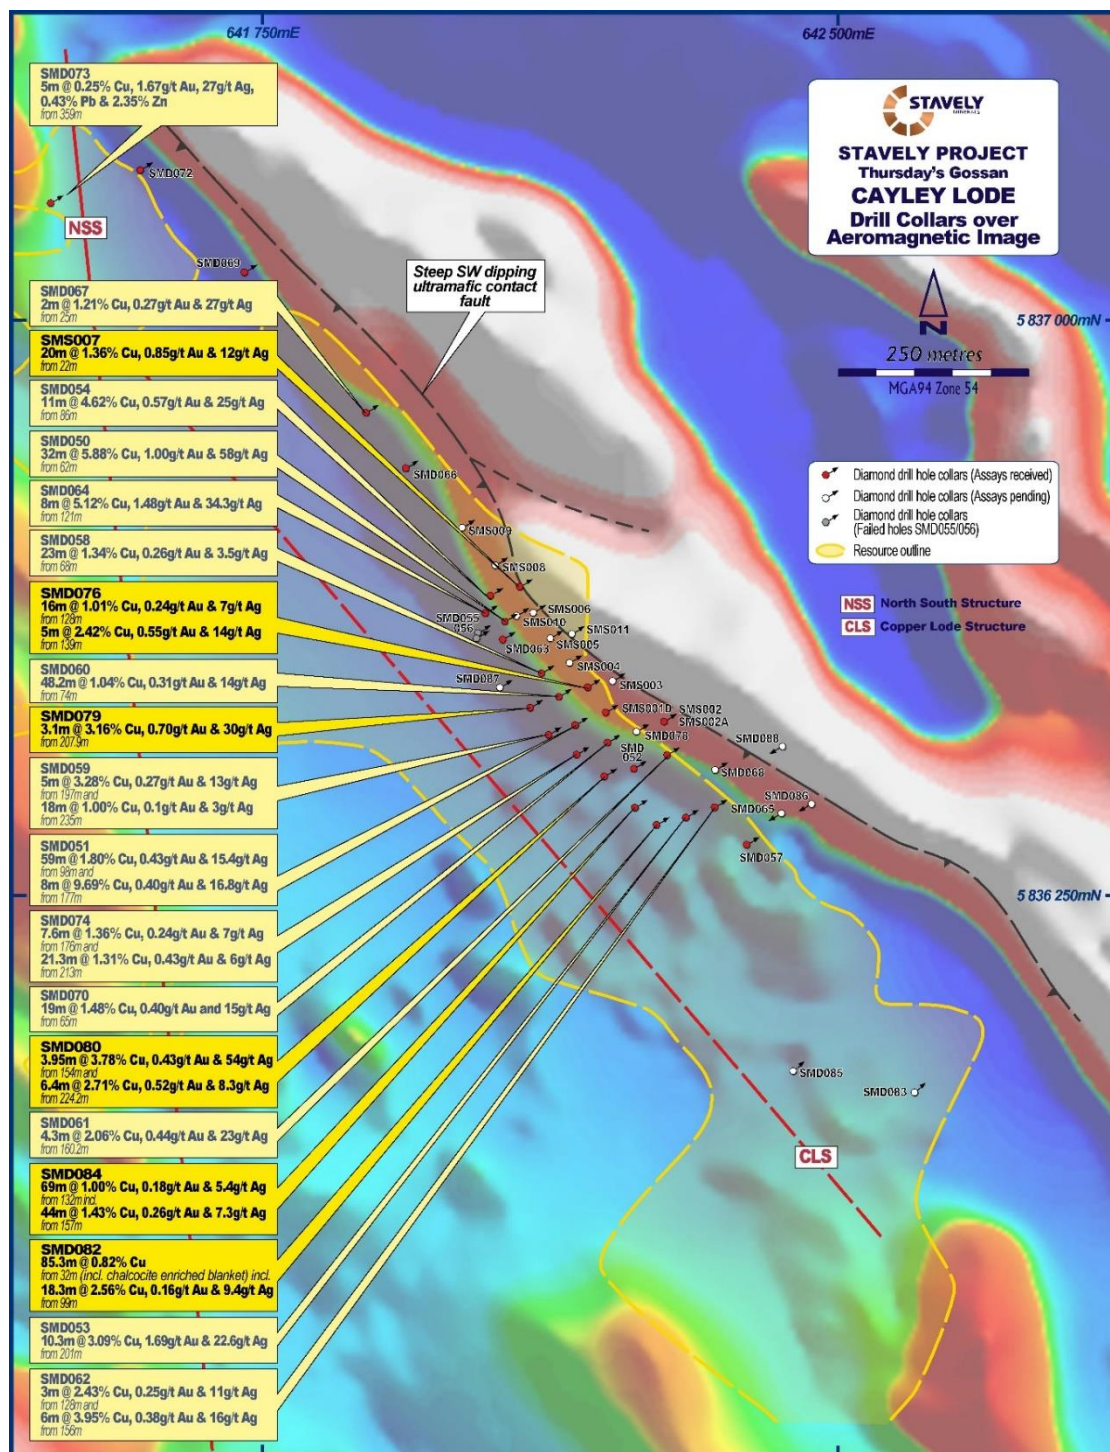 641 750mE
642 500mE
SMD073
5m @ 0.25% Cu, 1.67g/t Au, 27g/t Ag,
0.43% Pb & 2.35% Zn
from 359m
SMD072
NSS
SMD069
STAVELY
MINERALS
STAVELY PROJECT
Thursday's Gossan
CAYLEY LODE
Drill Collars over
Aeromagnetic Image
N
5 837 000mN
250 metres
MGA94 Zone 54
Steep SW dipping
ultramafic contact
fault
Diamond drill hole collars (Assays received)
Diamond drill hole collars (Assays pending)
Diamond drill hole collars
(Failed holes SMD055/056)
Resource outline
NSS North South Structure
CLS Copper Lode Structure
SMD067
2m @ 1.21% Cu, 0.27g/t Au & 27g/t Ag
from 25m
SMS007
20m @ 1.36% Cu, 0.85g/t Au & 12g/t Ag
from 22m
SMD054
11m @ 4.62% Cu, 0.57g/t Au & 25g/t Ag
from 86m
SMD050
32m @ 5.88% Cu, 1.00g/t Au & 58g/t Ag
from 62m
SMD064
8m @ 5.12% Cu, 1.48g/t Au & 34.3g/t Ag
from 121m
SMD058
23m @ 1.34% Cu, 0.26g/t Au & 3.5g/t Ag
from 68m
SMD076
16m @ 1.01% Cu, 0.24g/t Au & 7g/t Ag
from 128m
5m @ 2.42% Cu, 0.55g/t Au & 14g/t Ag
from 139m
SMD060
48.2m @ 1.04% Cu, 0.31g/t Au & 14g/t Ag
from 74m
SMD079
3.1m @ 3.16% Cu, 0.70g/t Au & 30g/t Ag
from 207.9m
SMD059
5m @ 3.28% Cu, 0.27g/t Au & 13g/t Ag
from 197m and
18m @ 1.00% Cu, 0.1g/t Au & 3g/t Ag
from 235m
SMD051
59m @ 1.80% Cu, 0.43g/t Au & 15.4g/t Ag
from 98m and
8m @ 9.69% Cu, 0.40g/t Au & 16.8g/t Ag
from 177m
SMD074
7.6m @ 1.36% Cu, 0.24g/t Au & 7g/t Ag
from 176m and
21.3m @ 1.31% Cu, 0.43g/t Au & 6g/t Ag
from 213m
SMD070
19m @ 1.48% Cu, 0.40g/t Au and 15g/t Ag
from 65m
SMD080
3.95m @ 3.78% Cu, 0.43g/t Au & 54g/t Ag
from 154m and
6.4m @ 2.71% Cu, 0.52g/t Au & 8.3g/t Ag
from 224.2m
SMD061
4.3m @ 2.06% Cu, 0.44g/t Au & 23g/t Ag
from 160.2m
SMD084
69m @ 1.00% Cu, 0.18g/t Au & 5.4g/t Ag
from 132m incl.
44m @ 1.43% Cu, 0.26g/t Au & 7.3g/t Ag
from 157m
SMD082
85.3m @ 0.82% Cu
from 32m (incl. chalcocite enriched blanket) incl.
18.3m @ 2.56% Cu, 0.16g/t Au & 9.4g/t Ag
from 99m
SMD053
10.3m @ 3.09% Cu, 1.69g/t Au & 22.6g/t Ag
from 201m
SMD062
3m @ 2.43% Cu, 0.25g/t Au & 11g/t Ag
from 128m and
6m @ 3.95% Cu, 0.38g/t Au & 16g/t Ag
from 156m
SMD066
SMS009
SMS008
SMS006
SMD055
056
SMS010
SMS011
SMD063
SMS005
SMS004
SMD087
SMS003
SMS001D
SMS002
SMS002A
SMD078
SMD
052
SMD088
SMD068
SMD086
SMD065
SMD057
5 836 250mN
SMD085
SMD083
CLS